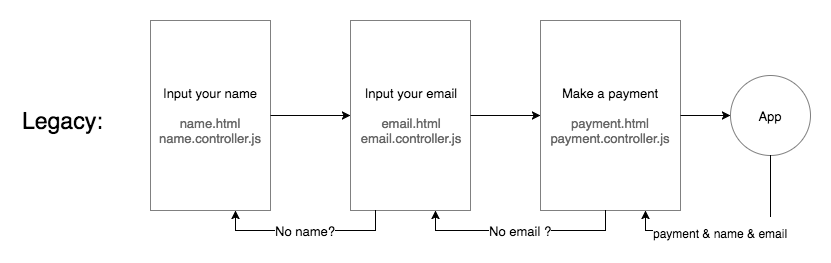 Legacy:
Input your name
name.html
name.controller.js
Input your email
email.html
email.controller.js
Make a payment
payment.html
payment.controller.js
App
No name?
No email ?
payment & name & email